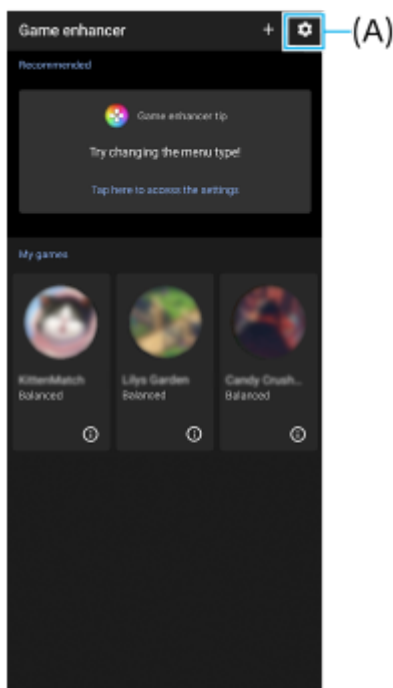 Game enhancer
(A)
Recommended
Game enhancer tip
Try changing the menu type!
Tap here to access the settings
My games
KittenMatch
Lilys Garden
Candy Crush...
Balanced
Balanced
Balanced